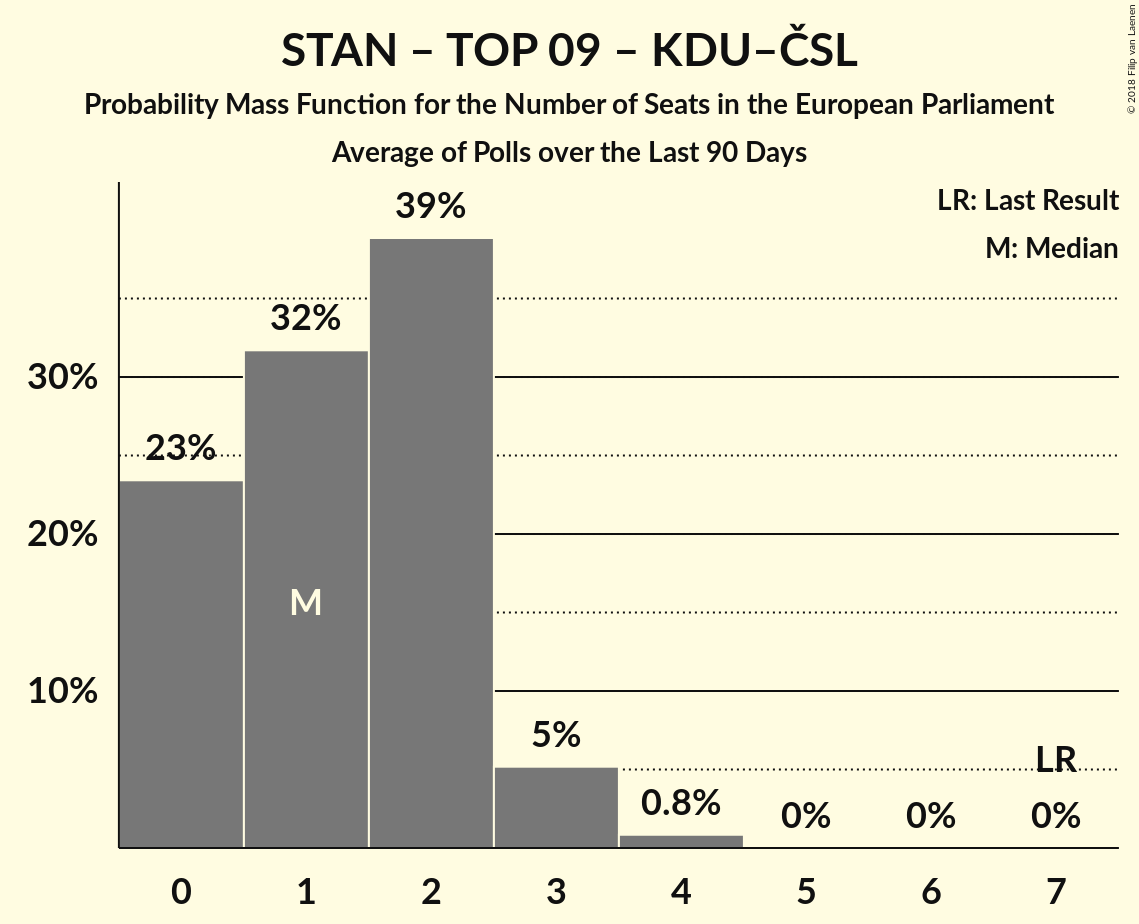 STAN – TOP 09 – KDU–ČSL
Probability Mass Function for the Number of Seats in the European Parliament
Average of Polls over the Last 90 Days
© 2018 Filip van Laenen
LR: Last Result
M: Median
39%
32%
30%
23%
20%
M
10%
5%
LR
0.8%
0%
0%
0%
0 1 2 3 4 5 6 7